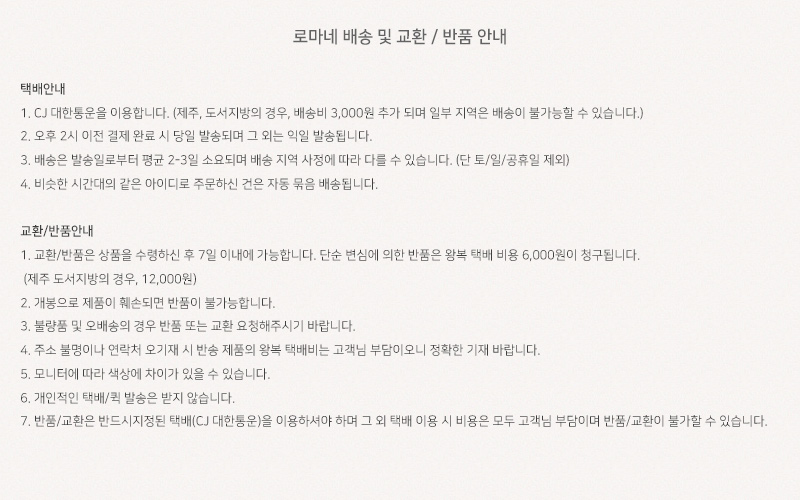 로마네 배송 및 교환 / 반품 안내
택배안내
1. CJ 대한통운을 이용합니다. (제주, 도서지방의 경우, 배송비 3,000원 추가 되며 일부 지역은 배송이 불가능할 수 있습니다.)
2. 오후 2시 이전 결제 완료 시 당일 발송되며 그 외는 익일 발송됩니다.
3. 배송은 발송일로부터 평균 2-3일 소요되며 배송 지역 사정에 따라 다를 수 있습니다. (단 토/일/공휴일 제외)
4. 비슷한 시간대의 같은 아이디로 주문하신 건은 자동 묶음 배송됩니다.
교환/반품안내
1. 교환/반품은 상품을 수령하신 후 7일 이내에 가능합니다. 단순 변심에 의한 반품은 왕복 택배 비용 6,000원이 청구됩니다.
(제주 도서지방의 경우, 12,000원)
2. 개봉으로 제품이 훼손되면 반품이 불가능합니다.
3. 불량품 및 오배송의 경우 반품 또는 교환 요청해주시기 바랍니다.
4. 주소 불명이나 연락처 오기재 시 반송 제품의 왕복 택배비는 고객님 부담이오니 정확한 기재 바랍니다.
5. 모니터에 따라 색상에 차이가 있을 수 있습니다.
6. 개인적인 택배/퀵 발송은 받지 않습니다.
7. 반품/교환은 반드시지정된 택배(CJ 대한통운)을 이용하셔야 하며 그 외 택배 이용 시 비용은 모두 고객님 부담이며 반품/교환이 불가할 수 있습니다.